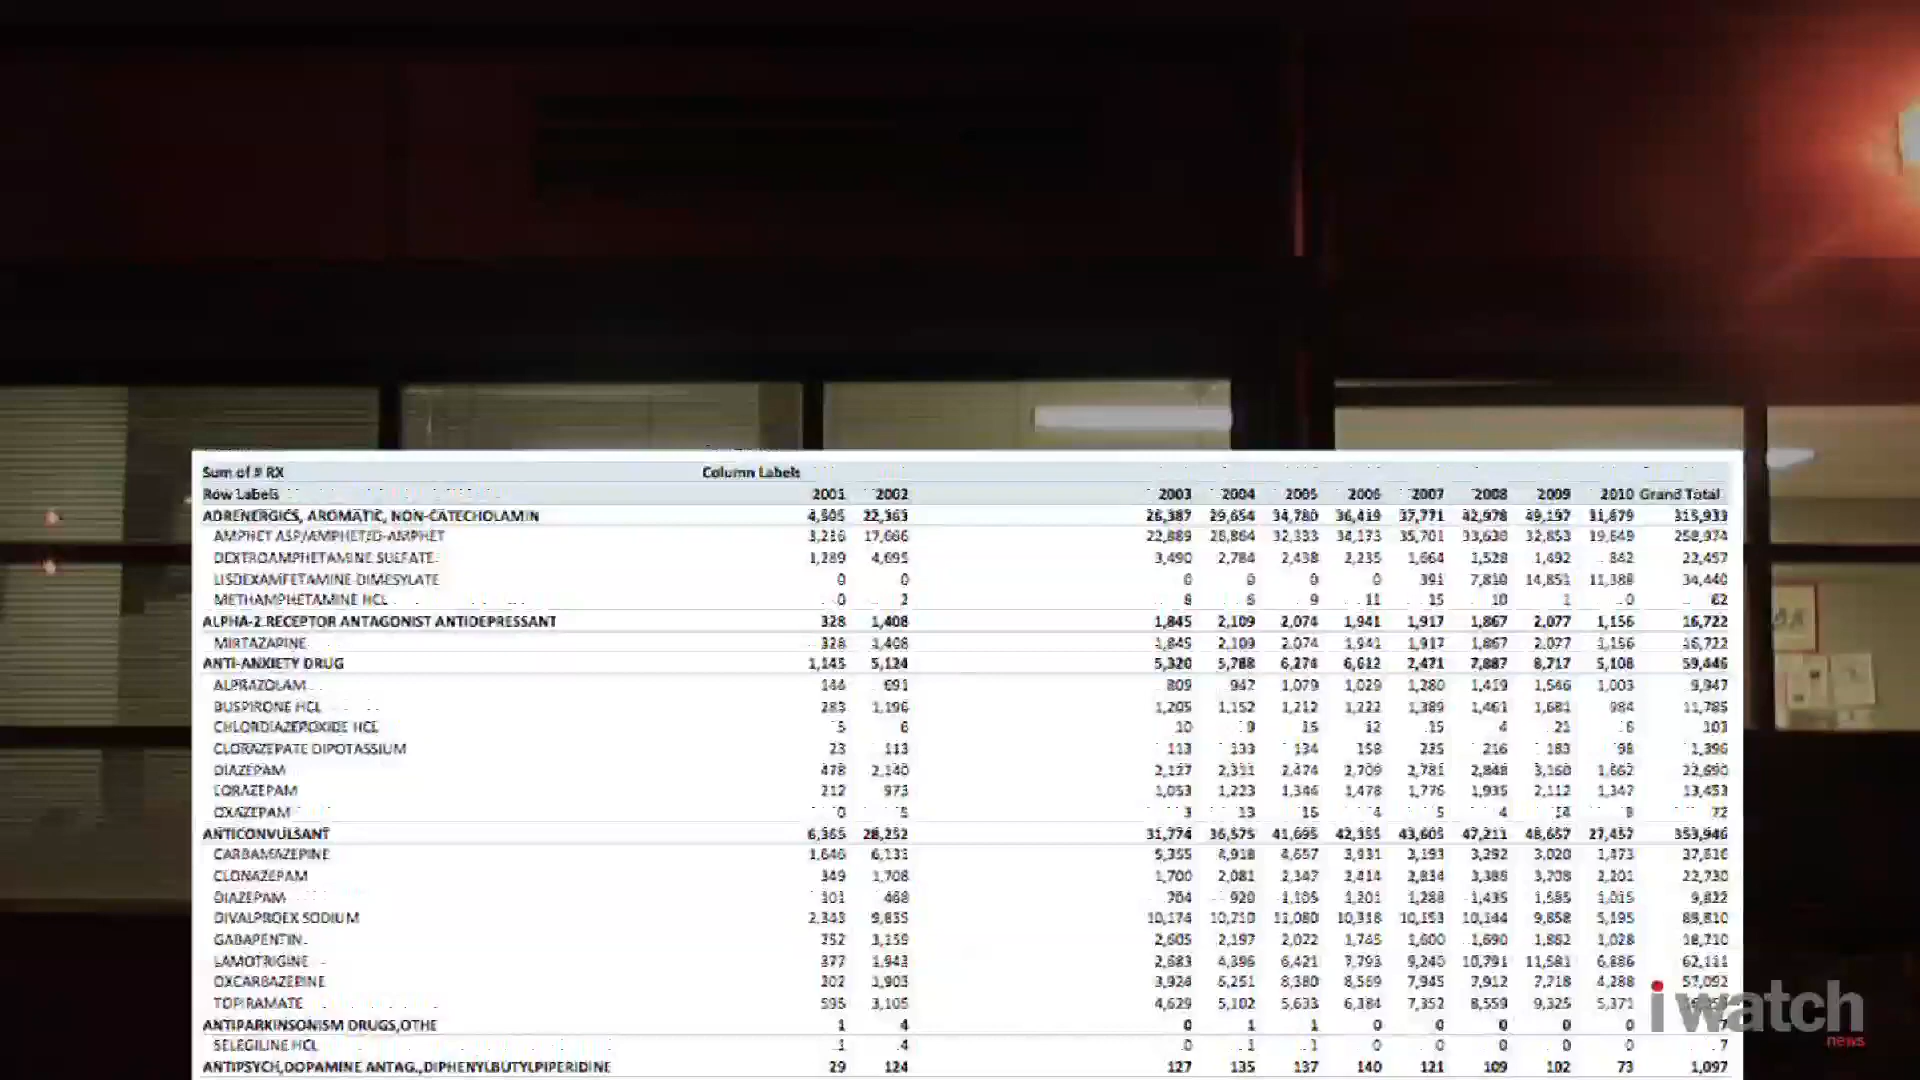 Sum of # RX Column Labels
Row Labels 2001 2002 2003 2004 2005 2006 2007 2008 2009 2010 Grand Total
ADRENERGICS, AROMATIC, NON-CATECHOLAMIN 4,505 22,363 26,387 29,654 34,780 36,419 37,771 42,978 49,197 31,879 315,933
AMPHET ASP/AMPHET/D-AMPHET 3,216 17,666 22,889 26,864 32,333 34,173 35,701 33,630 32,853 19,649 258,974
DEXTROAMPHETAMINE SULFATE 1,289 4,695 3,490 2,784 2,438 2,235 1,664 1,528 1,492 842 22,457
LISDEXAMFETAMINE DIMESYLATE 0 0 0 0 0 0 391 7,810 14,851 11,388 34,440
METHAMPHETAMINE HCL 0 2 8 6 9 11 15 10 1 0 62
ALPHA-2 RECEPTOR ANTAGONIST ANTIDEPRESSANT 328 1,408 1,845 2,109 2,074 1,941 1,917 1,867 2,077 1,156 16,722
MIRTAZAPINE 328 1,408 1,845 2,109 2,074 1,941 1,917 1,867 2,077 1,156 16,722
ANTI-ANXIETY DRUG 1,145 5,124 5,320 5,788 6,274 6,612 7,887 8,717 5,108 59,446
ALPRAZOLAM 144 691 809 947 1,079 1,029 1,280 1,419 1,546 1,003 9,947
BUSPIRONE HCL 283 1,196 1,205 1,152 1,212 1,222 1,389 1,461 1,681 984 11,785
CHLORDIAZEPOXIDE HCL 5 6 10 9 15 12 15 4 21 6 103
CLORAZEPATE DIPOTASSIUM 23 113 113 133 134 158 235 216 183 98 1,396
DIAZEPAM 478 2,140 2,127 2,311 2,474 2,709 2,781 2,848 3,160 1,662 22,690
LORAZEPAM 212 973 1,053 1,223 1,346 1,478 1,776 1,935 2,112 1,347 13,453
OXAZEPAM 0 5 3 13 15 4 5 4 14 8 72
ANTICONVULSANT 6,365 28,252 31,774 36,575 41,695 42,355 43,605 47,211 48,657 27,457 353,946
CARBAMAZEPINE 1,646 6,131 5,355 4,918 4,657 3,931 3,193 3,292 3,020 1,473 37,616
CLONAZEPAM 349 1,708 1,700 2,081 2,347 2,414 2,834 3,388 3,708 2,201 22,730
DIAZEPAM 101 468 704 920 1,105 1,201 1,288 1,435 1,585 1,015 9,822
DIVALPROEX SODIUM 2,343 9,835 10,174 10,710 11,080 10,318 10,153 10,144 9,858 5,195 89,810
GABAPENTIN 752 3,159 2,605 2,197 2,022 1,745 1,600 1,690 1,862 1,028 18,710
LAMOTRIGINE 377 1,943 2,683 4,396 6,421 7,793 9,240 10,791 11,581 6,886 62,111
OXCARBAZEPINE 202 1,903 3,924 6,251 8,380 8,569 7,945 7,912 7,718 4,288 57,092
TOPIRAMATE 595 3,105 4,629 5,102 5,633 6,384 7,352 8,559 9,325 5,371
ANTIPARKINSONISM DRUGS,OTHE 1 4 0 1 1 0 0 0 0 0 7
SELEGILINE HCL 1 4 0 1 1 0 0 0 0 0 7
ANTIPSYCH,DOPAMINE ANTAG.,DIPHENYLBUTYLPIPERIDINE 29 124 127 135 137 140 121 109 102 73 1,097
i watch
news